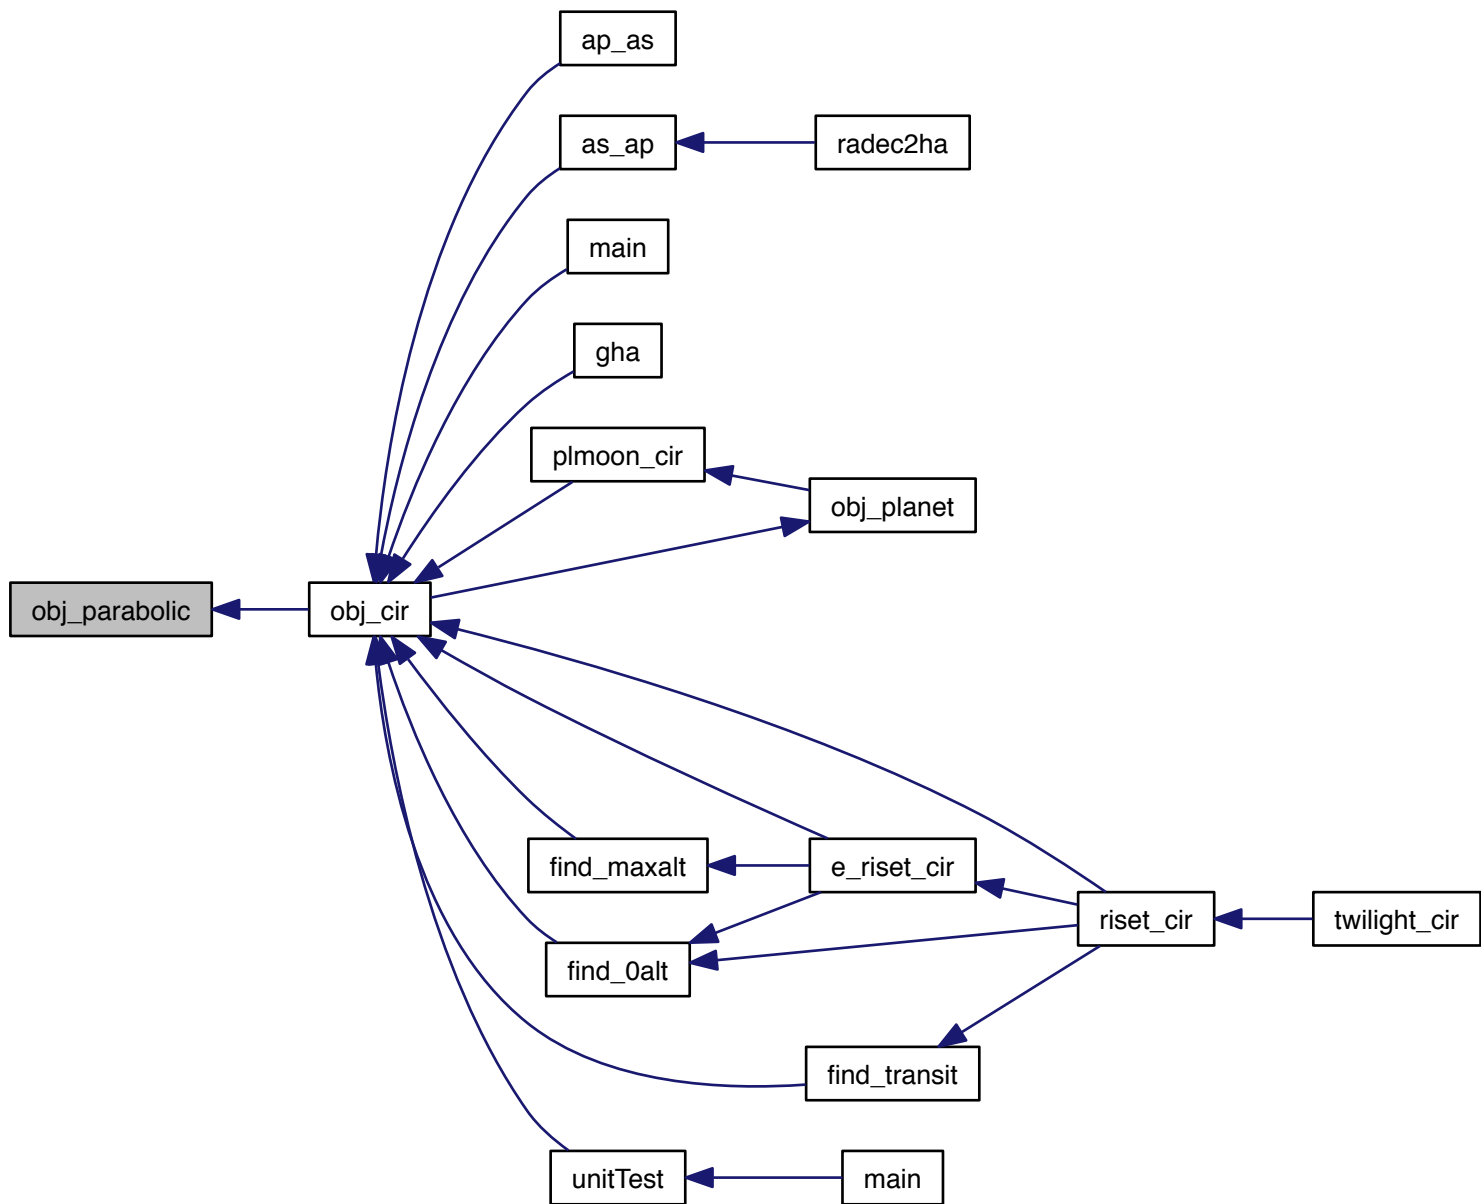 ap_as
as_ap
radec2ha
main
gha
plmoon_cir
obj_planet
obj_parabolic
obj_cir
find_maxalt
e_riset_cir
riset_cir
twilight_cir
find_0alt
find_transit
unitTest
main